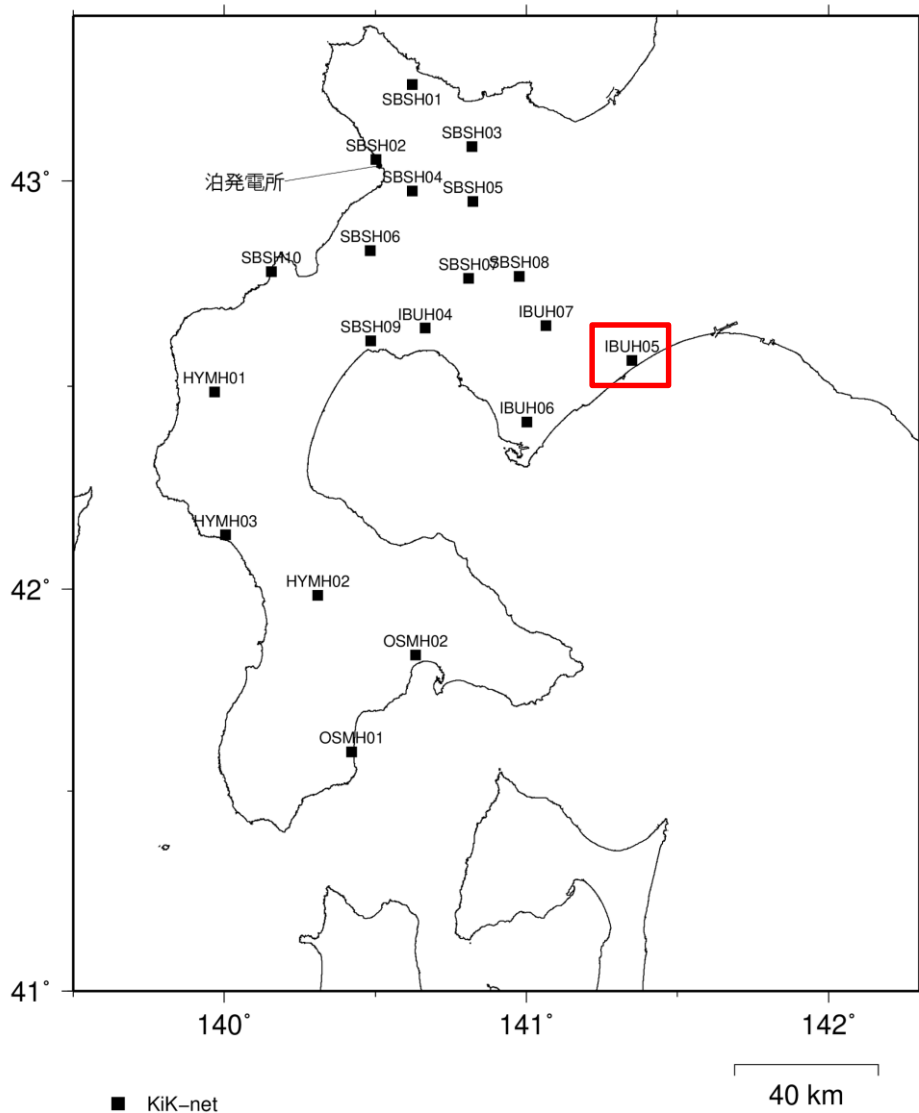 SBSH01
SBSH03
SBSH02
43˚
泊発電所
SBSH04
SBSH05
SBSH06
SBSH10
SBSH07
SBSH08
IBUH07
IBUH04
SBSH09
IBUH05
HYMH01
IBUH06
HYMH03
42˚
HYMH02
OSMH02
OSMH01
41˚
140˚
141˚
142˚
40 km
KiK−net